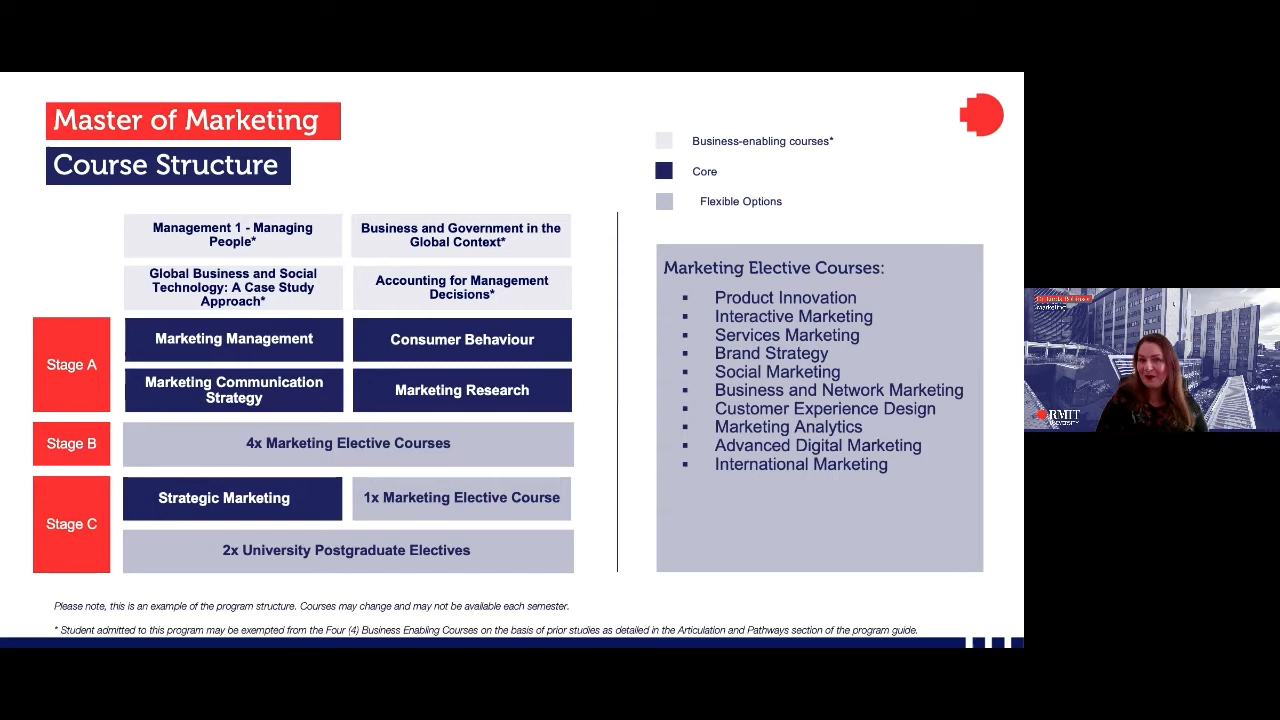 Master of Marketing
Course Structure
Business-enabling courses*
Core
Flexible Options
Management 1 - Managing
People*
Business and Government in the
Global Context*
Global Business and Social
Technology: A Case Study
Approach*
Accounting for Management
Decisions*
Stage A
Marketing Management
Consumer Behaviour
Marketing Communication
Strategy
Marketing Research
Stage B
4x Marketing Elective Courses
Stage C
Strategic Marketing
1x Marketing Elective Course
2x University Postgraduate Electives
Marketing Elective Courses:
▪ Product Innovation
▪ Interactive Marketing
▪ Services Marketing
▪ Brand Strategy
▪ Social Marketing
▪ Business and Network Marketing
▪ Customer Experience Design
▪ Marketing Analytics
▪ Advanced Digital Marketing
▪ International Marketing
Please note, this is an example of the program structure. Courses may change and may not be available each semester.
* Student admitted to this program may be exempted from the Four (4) Business Enabling Courses on the basis of prior studies as detailed in the Articulation and Pathways section of the program guide.
Robinson
Marketing
RMIT
UNIVERSITY